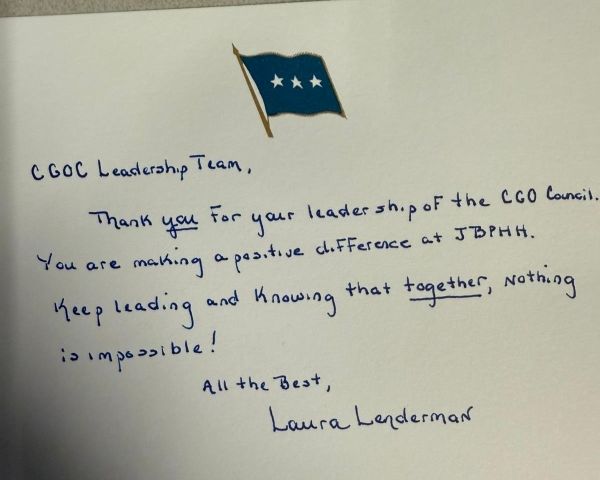 CGOC Leadership Team,
Thank you for your leadership of the CGO Council.
You are making a positive difference at JBPHH.
Keep leading and knowing that together, nothing
is impossible!
All the Best,
Laura Lenderman